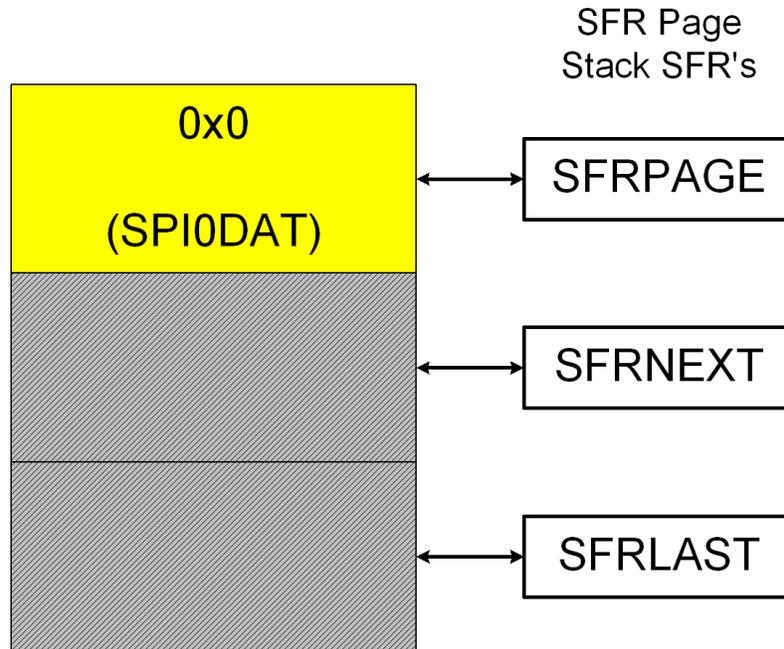 SFR Page
Stack SFR's
0x0
(SPI0DAT)
SFRPAGE
SFRNEXT
SFRLAST